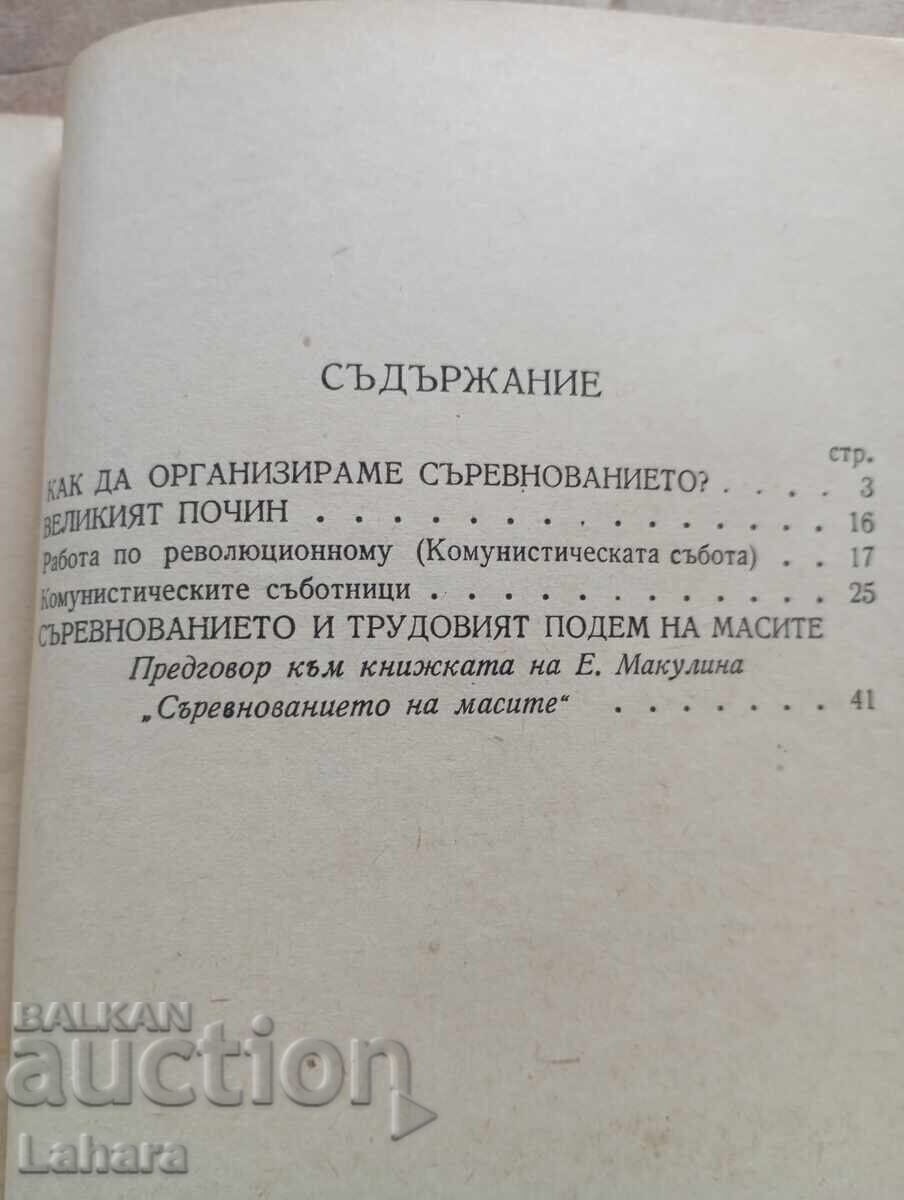 СЪДЪРЖАНИЕ
стр.
КАК ДА ОРГАНИЗИРАМЕ СЪРЕВНОВАНИЕТО? . . . . 3
ВЕЛИКИЯТ ПОЧИН . . . . . . . . . . . . . . 16
Работа по революционному (Комунистическата събота) . . 17
Комунистическите съботници . . . . . . . . . . . . 25
СЪРЕВНОВАНИЕТО И ТРУДОВИЯТ ПОДЕМ НА МАСИТЕ
Предговор към книжката на Е. Макулина
„Съревнованието на масите“ . . . . . . . 41
BALKAN
auction
Lahara